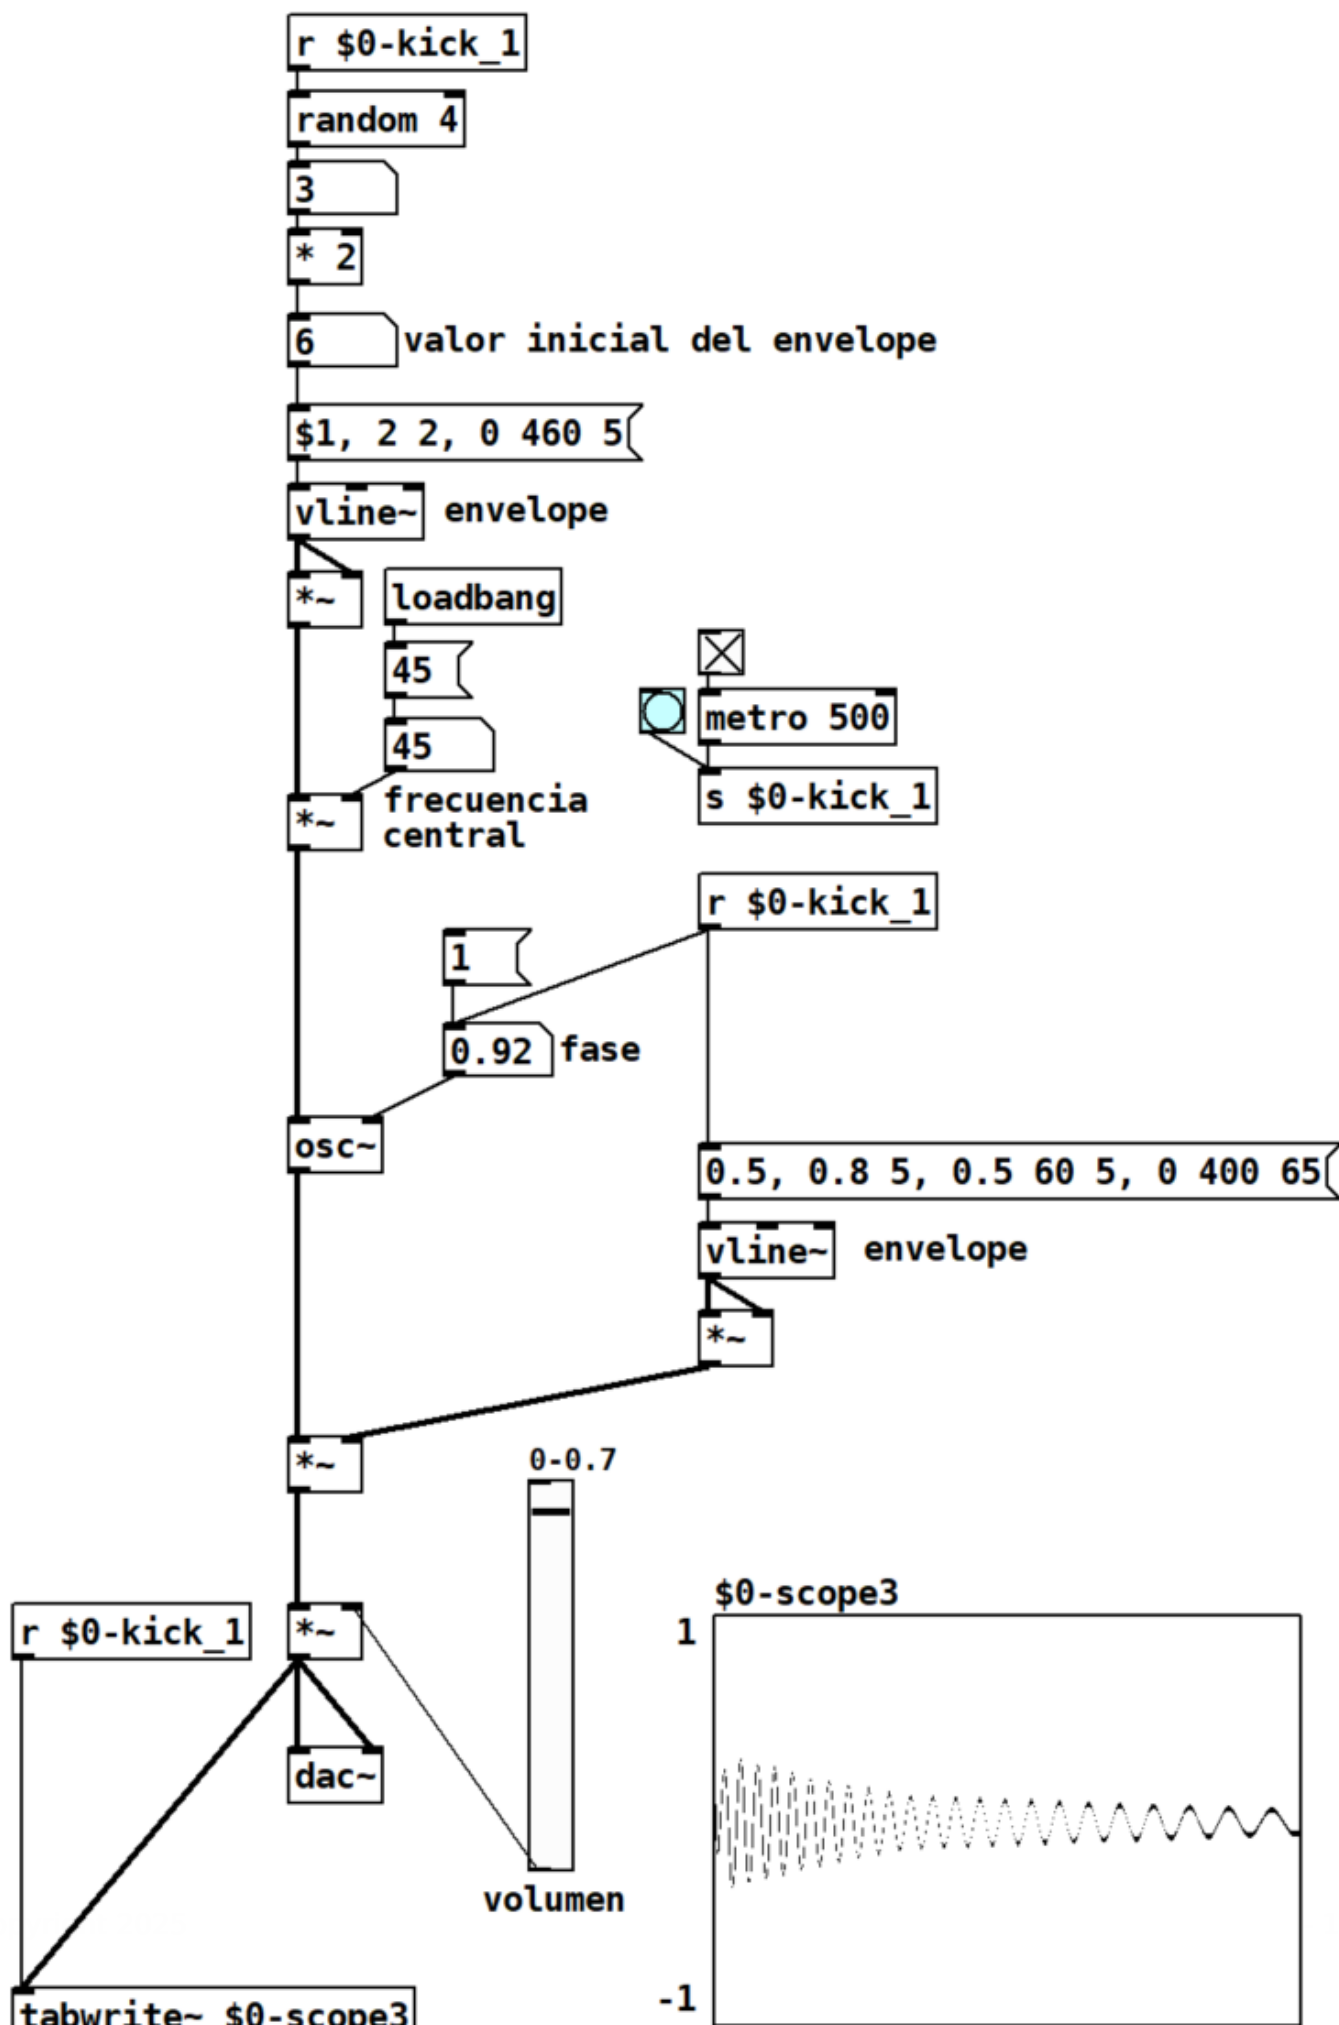 r $0-kick_1
random 4
3
* 2
6
valor inicial del envelope
$1, 2 2, 0 460 5
vline~
envelope
*~
loadbang
45
45
frecuencia
central
*~
metro 500
s $0-kick_1
r $0-kick_1
1
0.92
fase
osc~
0.5, 0.8 5, 0.5 60 5, 0 400 65
vline~
envelope
*~
*~
0-0.7
volumen
r $0-kick_1
*~
dac~
tabwrite~ $0-scope3
$0-scope3
1
-1